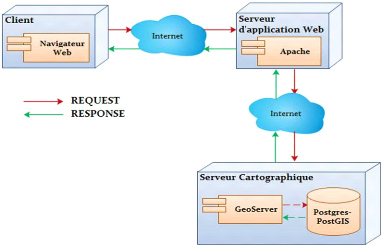 Client
Navigateur
Web
Internet
Serveur
d'application Web
Apache
REQUEST
RESPONSE
Internet
Serveur Cartographique
GeoServer
Postgres-
PostGIS